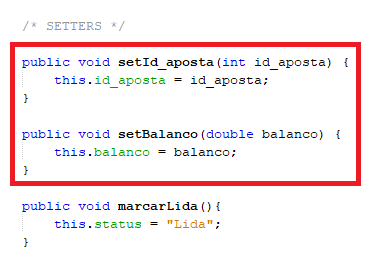 /* SETTERS */
public void setId_aposta(int id_aposta) {
this.id_aposta = id_aposta;
}
public void setBalanco(double balanco) {
this.balanco = balanco;
}
public void marcarLida(){
this.status = "Lida";
}